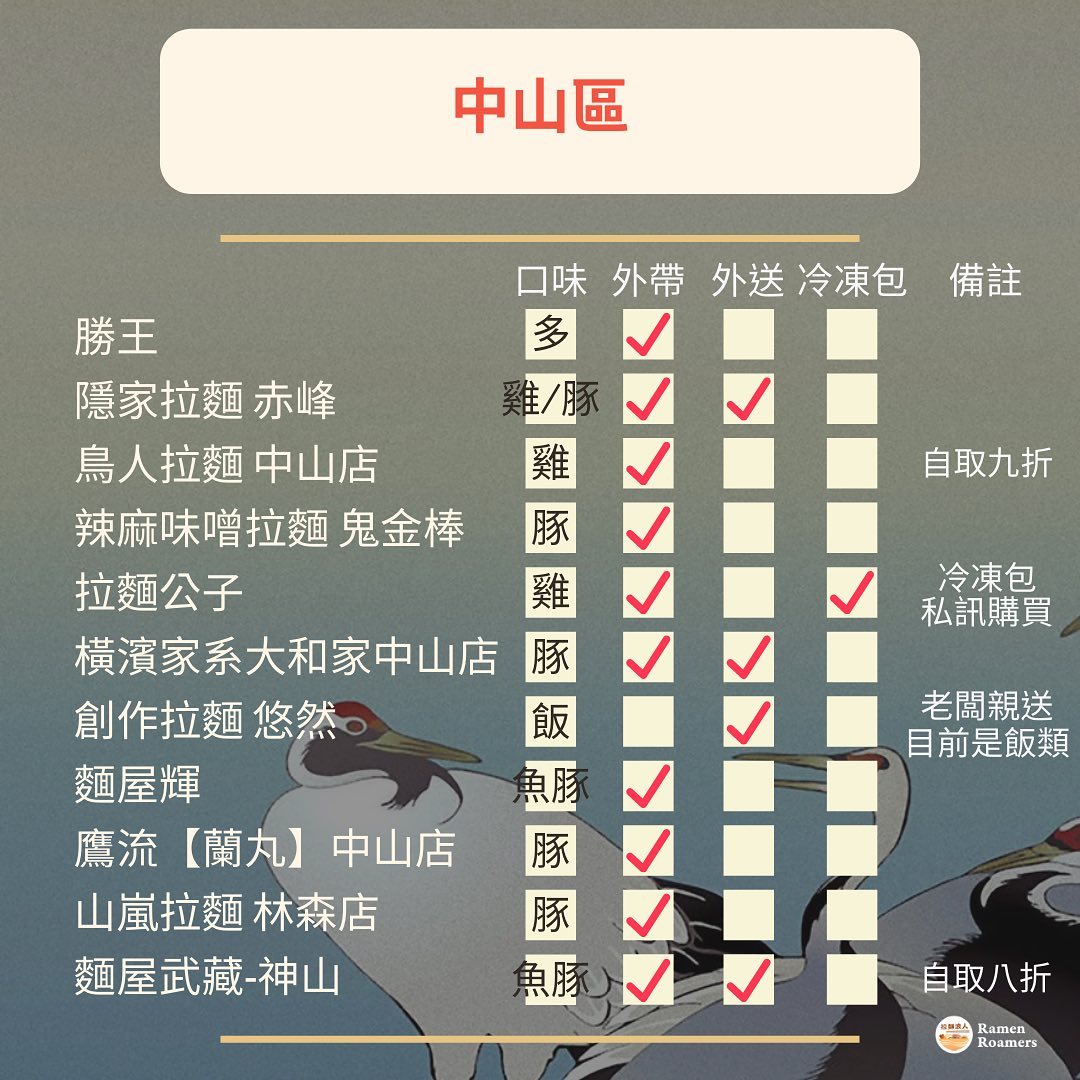 中山區
口味 外帶 外送 冷凍包 備註
勝王 多
隱家拉麵 赤峰 雞/豚
鳥人拉麵 中山店 雞 自取九折
辣麻味噌拉麵 鬼金棒 豚
拉麵公子 雞 冷凍包
私訊購買
橫濱家系大和家中山店 豚
創作拉麵 悠然 飯 老闆親送
目前是飯類
麵屋輝 魚豚
鷹流【蘭丸】中山店 豚
山嵐拉麵 林森店 豚
麵屋武藏-神山 魚豚 自取八折
拉麵浪人
Ramen
Roamers